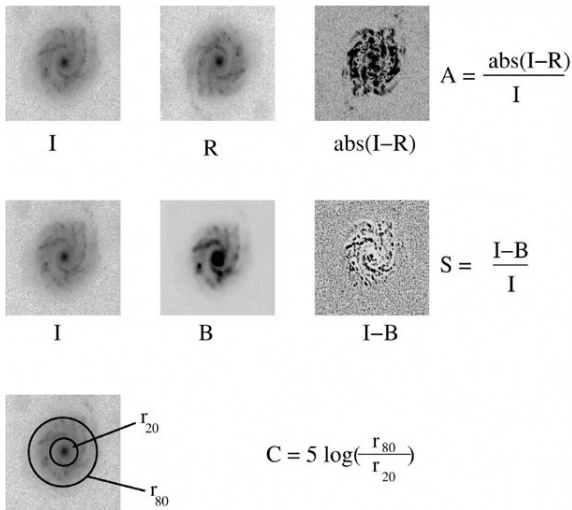 I
R
abs(I−R)
A = abs(I−R) / I
I
B
I−B
S = I−B / I
r20
r80
C = 5 log(r80 / r20)